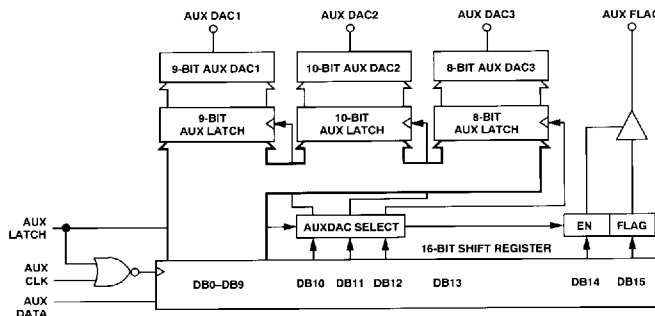 AUX DAC1 AUX DAC2 AUX DAC3 AUX FLAG
9-BIT AUX DAC1 10-BIT AUX DAC2 8-BIT AUX DAC3
9-BIT AUX LATCH
10-BIT AUX LATCH
8-BIT AUX LATCH
AUX LATCH
AUXDAC SELECT EN FLAG
16-BIT SHIFT REGISTER
AUX CLK
DB0–DB9 DB10 DB11 DB12 DB13 DB14 DB15
AUX DATA